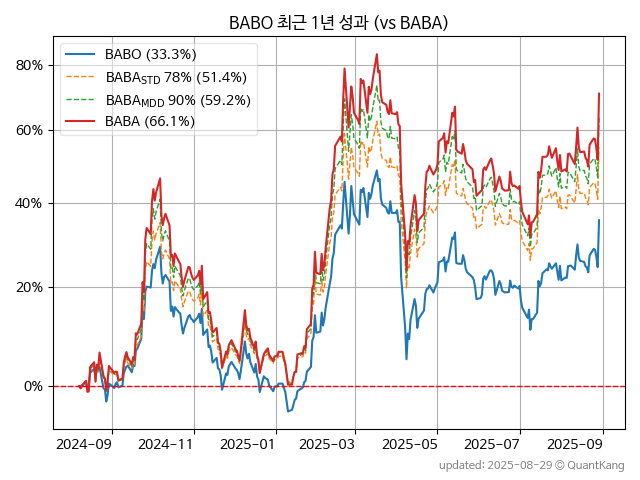 BABO 최근 1년 성과 (vs BABA)
BABO (33.3%)
BABA_STD 78% (51.4%)
BABA_MDD 90% (59.2%)
BABA (66.1%)
80%
60%
40%
20%
0%
2024-09 2024-11 2025-01 2025-03 2025-05 2025-07 2025-09
updated: 2025-08-29 © QuantKang